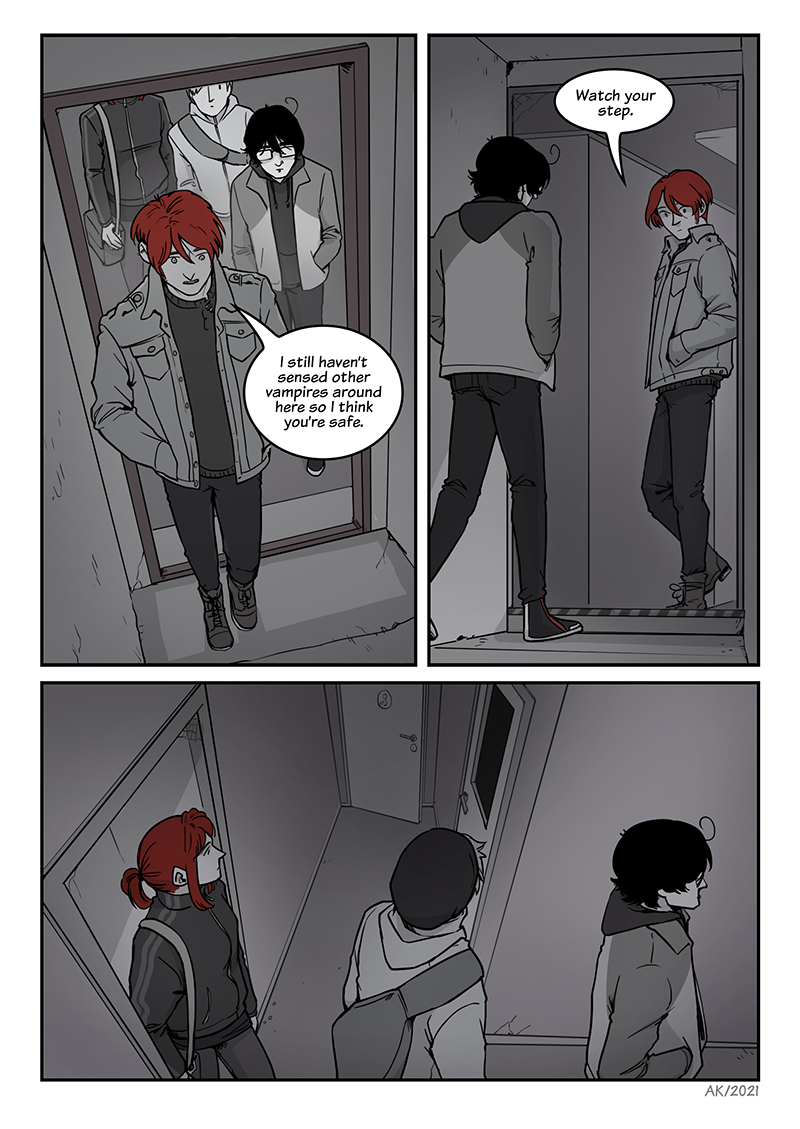 I still haven't
sensed other
vampires around
here so I think
you're safe.
Watch your
step.
3
AK/2021